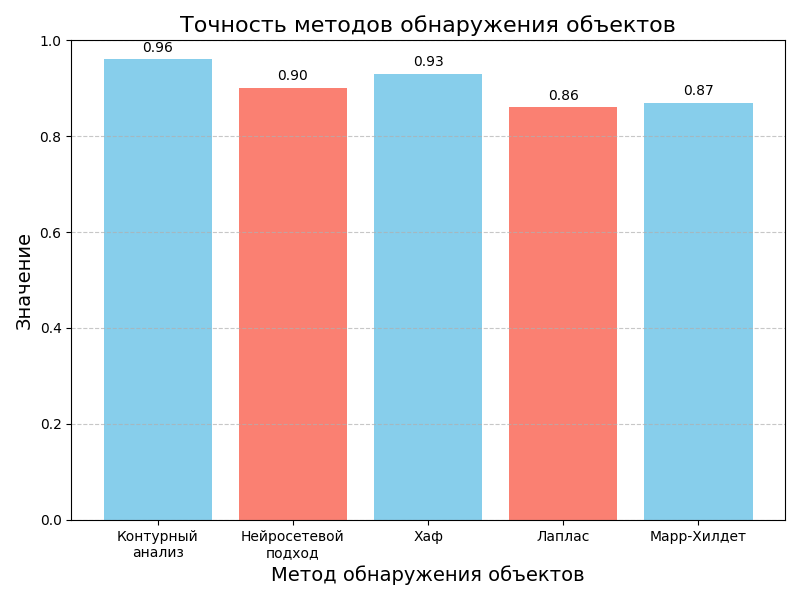 Точность методов обнаружения объектов
Значение
1.0
0.8
0.6
0.4
0.2
0.0
0.96
0.90
0.93
0.86
0.87
Контурный
анализ
Нейросетевой
подход
Хаф
Лаплас
Марр-Хилдет
Метод обнаружения объектов